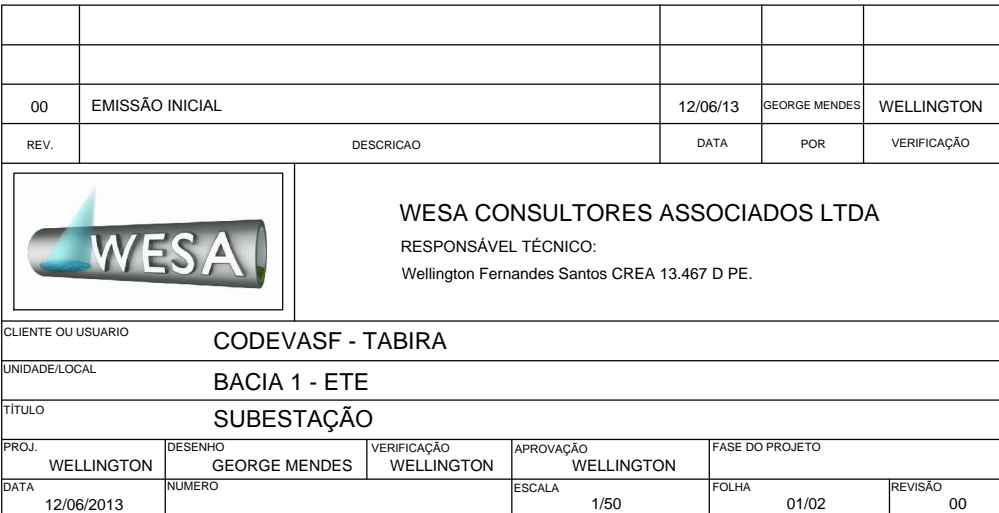 00 EMISSÃO INICIAL 12/06/13 GEORGE MENDES WELLINGTON
REV. DESCRICAO DATA POR VERIFICAÇÃO
WESA
WESA CONSULTORES ASSOCIADOS LTDA
RESPONSÁVEL TÉCNICO:
Wellington Fernandes Santos CREA 13.467 D PE.
CLIENTE OU USUARIO CODEVASF - TABIRA
UNIDADE/LOCAL BACIA 1 - ETE
TÍTULO SUBESTAÇÃO
PROJ. DESENHO VERIFICAÇÃO APROVAÇÃO FASE DO PROJETO
WELLINGTON GEORGE MENDES WELLINGTON WELLINGTON
DATA NUMERO ESCALA FOLHA REVISÃO
12/06/2013 1/50 01/02 00